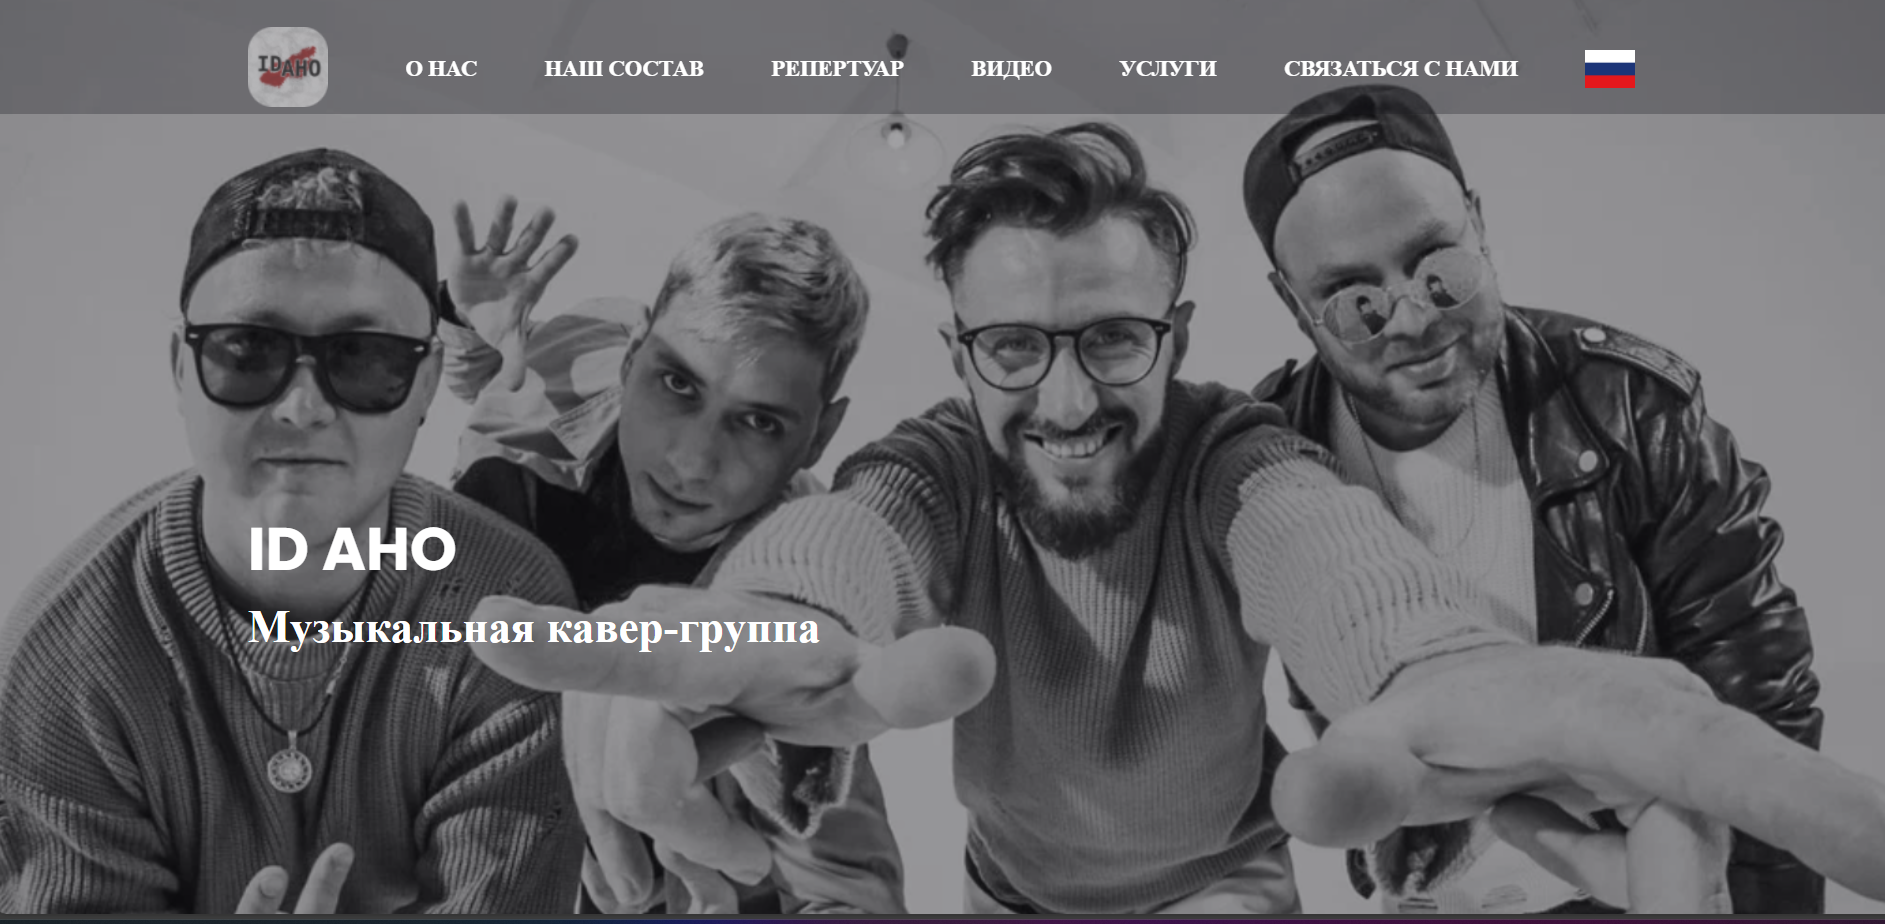 IDAHO
О НАС
НАШ СОСТАВ
РЕПЕРТУАР
ВИДЕО
УСЛУГИ
СВЯЗАТЬСЯ С НАМИ
ID AHO
Музыкальная кавер-группа